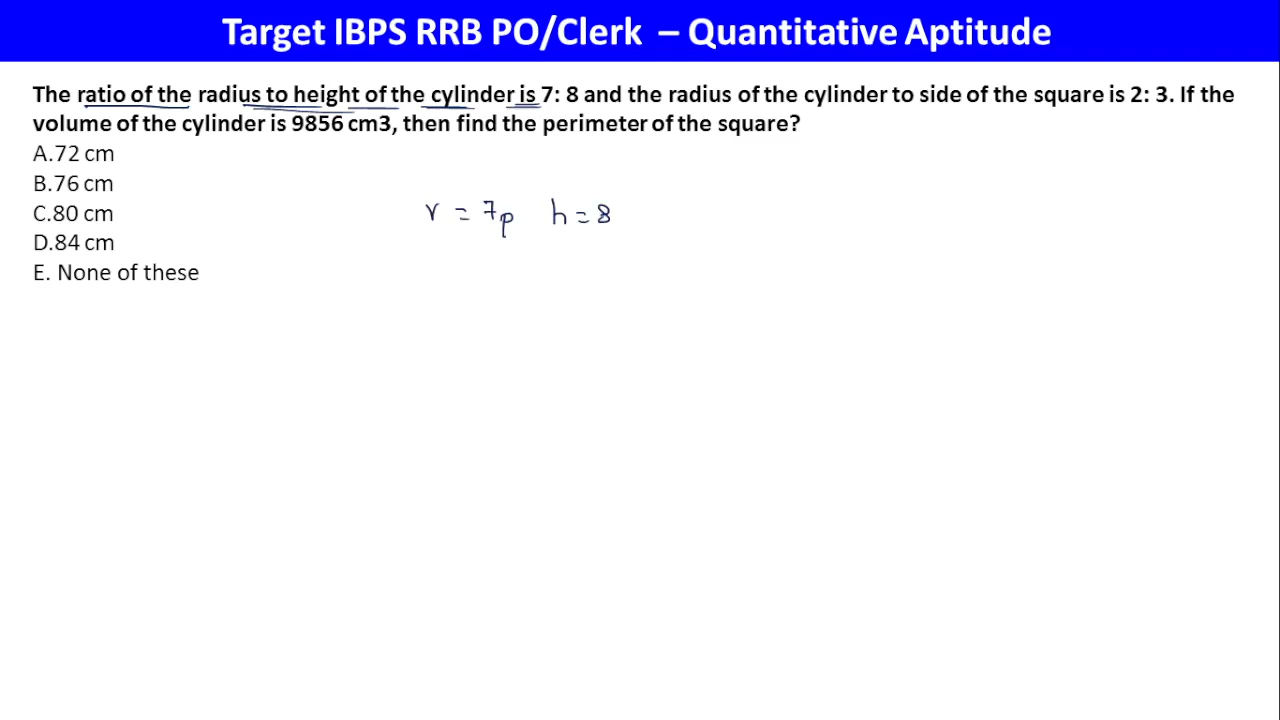 Target IBPS RRB PO/Clerk – Quantitative Aptitude
The ratio of the radius to height of the cylinder is 7: 8 and the radius of the cylinder to side of the square is 2: 3. If the
volume of the cylinder is 9856 cm3, then find the perimeter of the square?
A.72 cm
B.76 cm
C.80 cm
D.84 cm
E. None of these
r = 7p h = 8